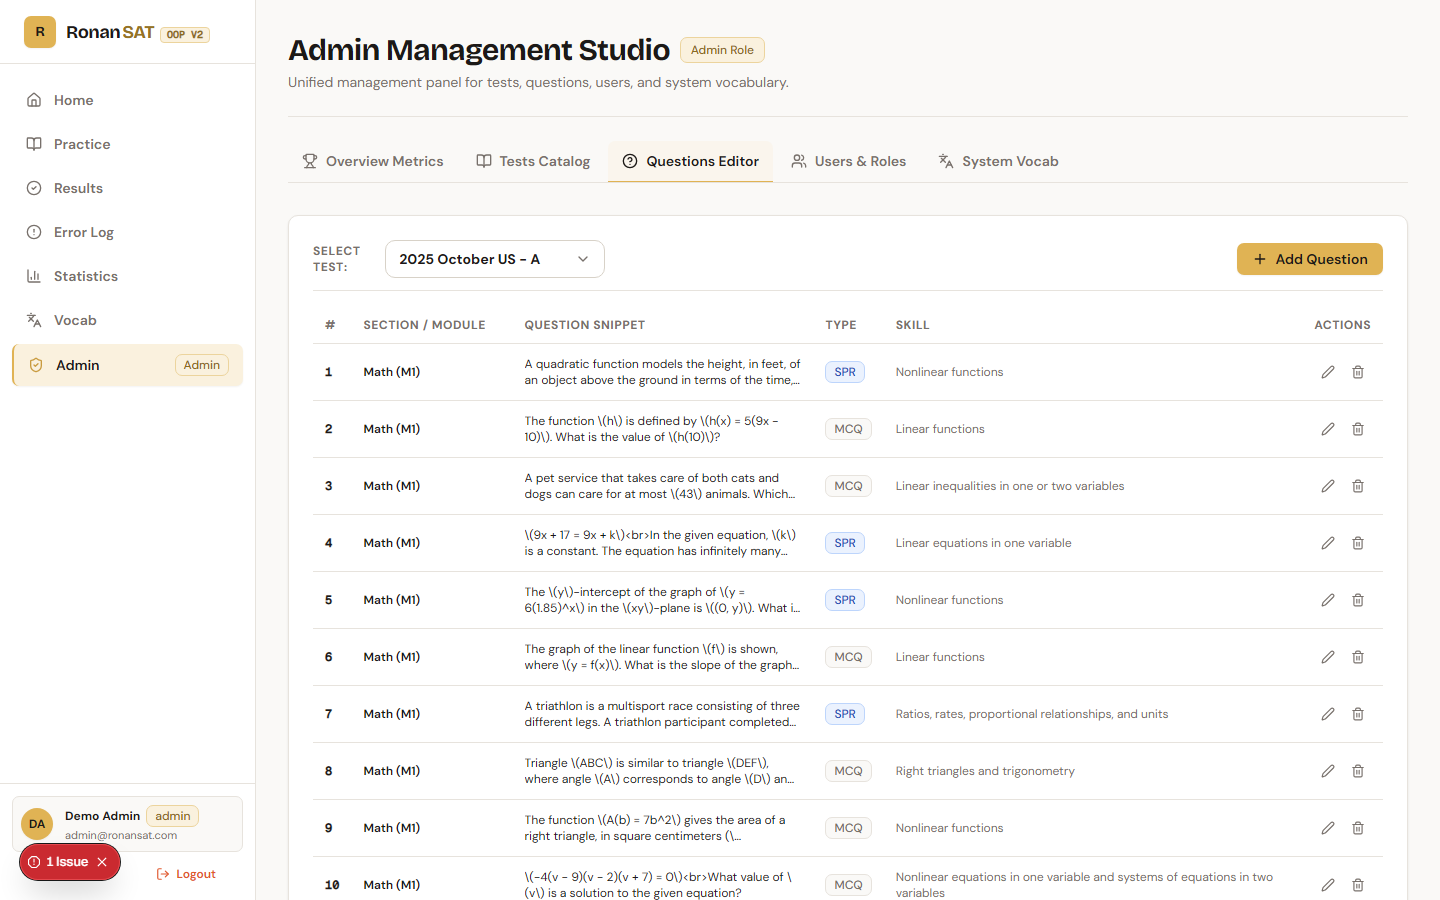 R
RonanSAT OOP V2
Home
Practice
Results
Error Log
Statistics
Vocab
Admin Admin
DA
Demo Admin admin
admin@ronansat.com
1 Issue
Logout
Admin Management Studio Admin Role
Unified management panel for tests, questions, users, and system vocabulary.
Overview Metrics Tests Catalog Questions Editor Users & Roles System Vocab
SELECT
TEST:
2025 October US - A
Add Question
# SECTION / MODULE QUESTION SNIPPET TYPE SKILL ACTIONS
1 Math (M1) A quadratic function models the height, in feet, of
an object above the ground in terms of the time,... SPR Nonlinear functions
2 Math (M1) The function \(h\) is defined by \(h(x) = 5(9x -
10)\). What is the value of \(h(10)\)? MCQ Linear functions
3 Math (M1) A pet service that takes care of both cats and
dogs can care for at most \(43\) animals. Which... MCQ Linear inequalities in one or two variables
4 Math (M1) \(9x + 17 = 9x + k\)<br>In the given equation, \(k\)
is a constant. The equation has infinitely many... SPR Linear equations in one variable
5 Math (M1) The \(y\)-intercept of the graph of \(y =
6(1.85)^x\) in the \(xy\)-plane is \((0, y)\). What i... SPR Nonlinear functions
6 Math (M1) The graph of the linear function \(f\) is shown,
where \(y = f(x)\). What is the slope of the graph... MCQ Linear functions
7 Math (M1) A triathlon is a multisport race consisting of three
different legs. A triathlon participant completed... SPR Ratios, rates, proportional relationships, and units
8 Math (M1) Triangle \(ABC\) is similar to triangle \(DEF\),
where angle \(A\) corresponds to angle \(D\) an... MCQ Right triangles and trigonometry
9 Math (M1) The function \(A(b) = 7b^2\) gives the area of a
right triangle, in square centimeters (\... MCQ Nonlinear functions
10 Math (M1) \(-4(v - 9)(v - 2)(v + 7) = 0\)<br>What value of \
(v\) is a solution to the given equation? MCQ Nonlinear equations in one variable and systems of equations in two
variables